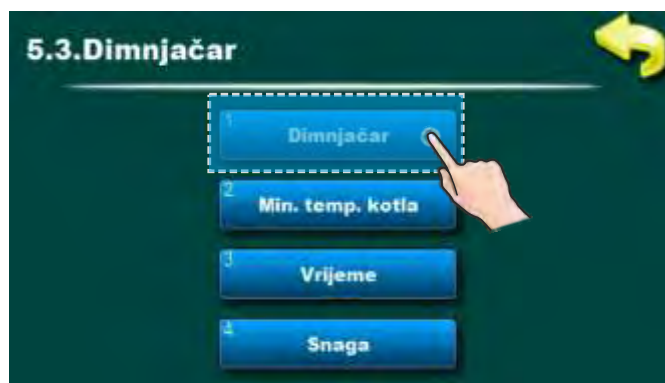 5.3.Dimnjačar
1 Dimnjačar
2 Min. temp. kotla
3 Vrijeme
4 Snaga